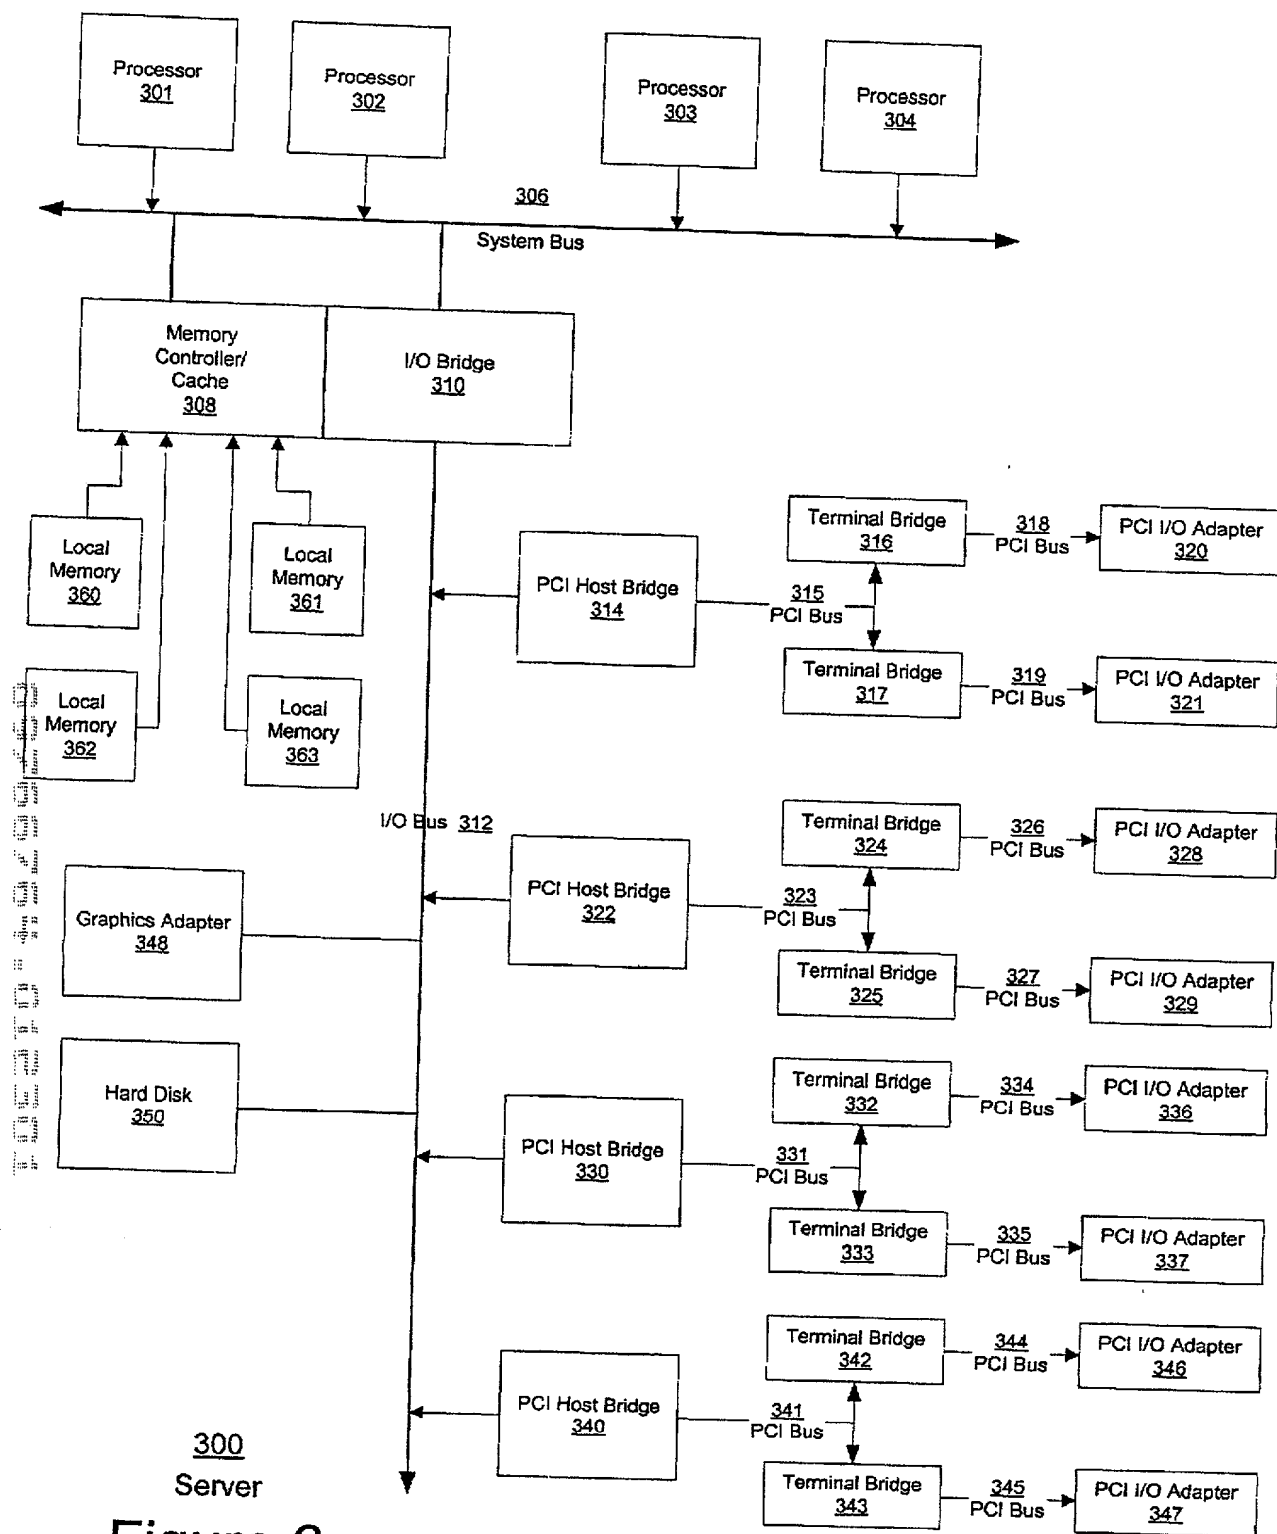 Processor
301
Processor
302
Processor
303
Processor
304
306
System Bus
Memory
Controller/
Cache
308
I/O Bridge
310
Local
Memory
360
Local
Memory
361
Local
Memory
362
Local
Memory
363
I/O Bus 312
Graphics Adapter
348
Hard Disk
350
PCI Host Bridge
314
315
PCI Bus
Terminal Bridge
316
318
PCI Bus
PCI I/O Adapter
320
Terminal Bridge
317
319
PCI Bus
PCI I/O Adapter
321
PCI Host Bridge
322
323
PCI Bus
Terminal Bridge
324
326
PCI Bus
PCI I/O Adapter
328
Terminal Bridge
325
327
PCI Bus
PCI I/O Adapter
329
PCI Host Bridge
330
331
PCI Bus
Terminal Bridge
332
334
PCI Bus
PCI I/O Adapter
336
Terminal Bridge
333
335
PCI Bus
PCI I/O Adapter
337
PCI Host Bridge
340
341
PCI Bus
Terminal Bridge
342
344
PCI Bus
PCI I/O Adapter
346
Terminal Bridge
343
345
PCI Bus
PCI I/O Adapter
347
300
Server
Figure